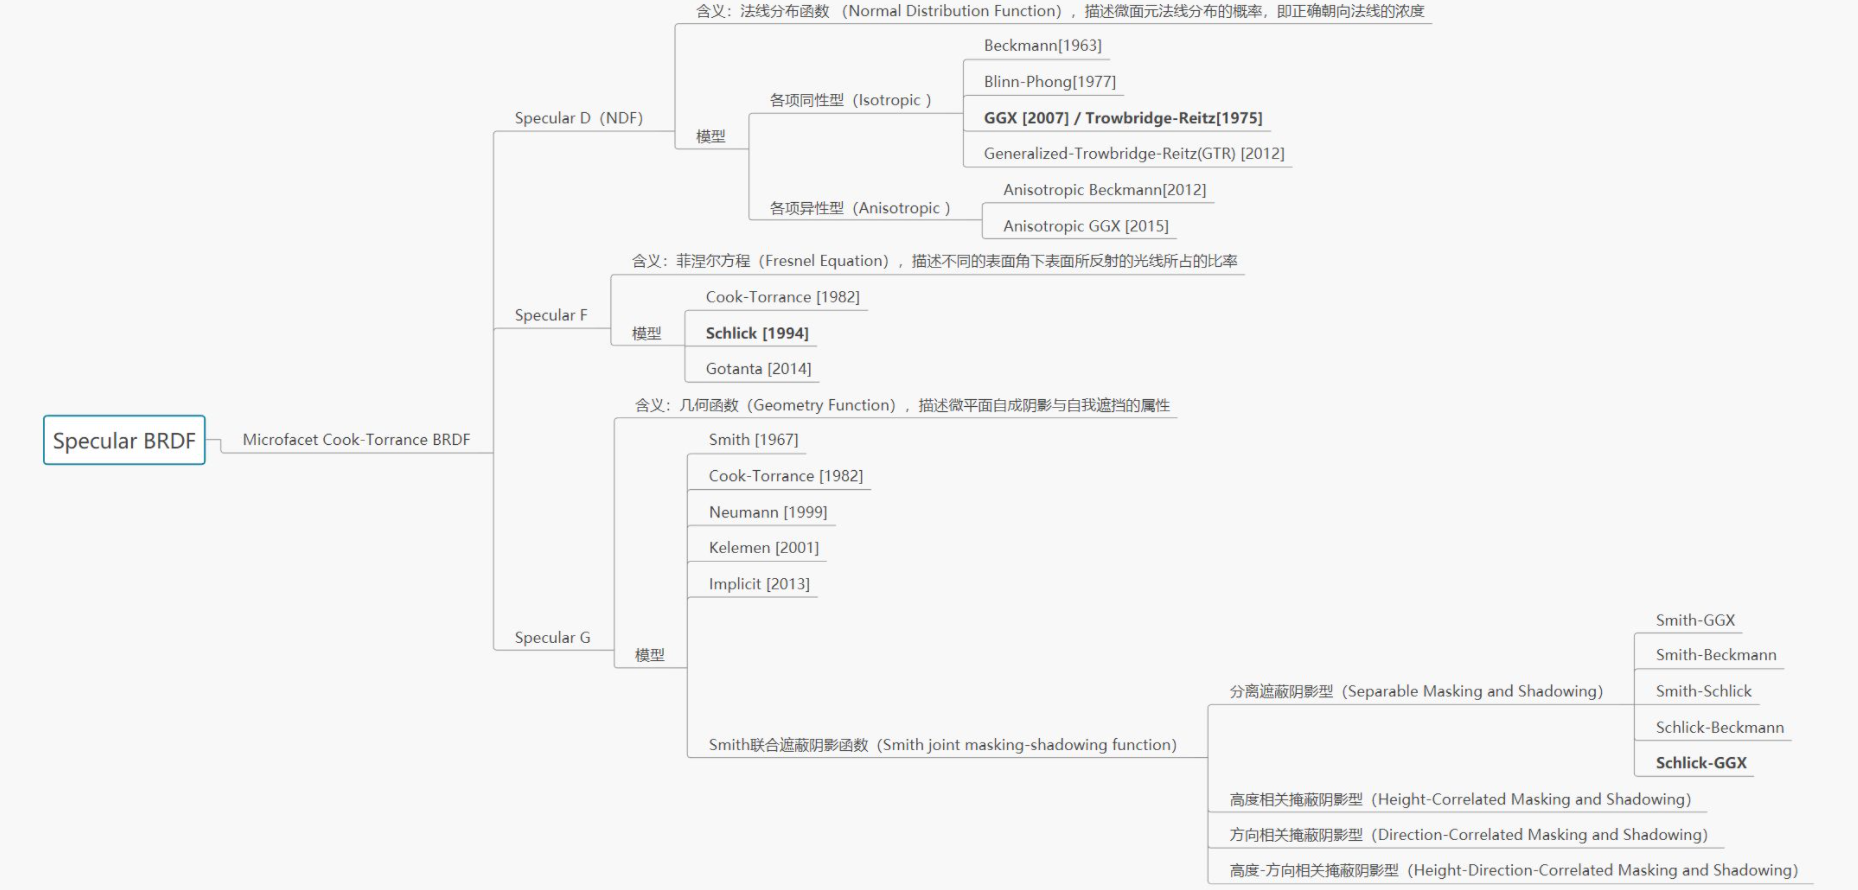 Specular BRDF
Microfacet Cook-Torrance BRDF
Specular D（NDF）
含义：法线分布函数 （Normal Distribution Function），描述微面元法线分布的概率，即正确朝向法线的浓度
模型
各项同性型（Isotropic ）
Beckmann[1963]
Blinn-Phong[1977]
GGX [2007] / Trowbridge-Reitz[1975]
Generalized-Trowbridge-Reitz(GTR) [2012]
各项异性型（Anisotropic ）
Anisotropic Beckmann[2012]
Anisotropic GGX [2015]
Specular F
含义：菲涅尔方程（Fresnel Equation），描述不同的表面角下表面所反射的光线所占的比率
模型
Cook-Torrance [1982]
Schlick [1994]
Gotanta [2014]
Specular G
含义：几何函数（Geometry Function），描述微平面自成阴影与自我遮挡的属性
模型
Smith [1967]
Cook-Torrance [1982]
Neumann [1999]
Kelemen [2001]
Implicit [2013]
Smith联合遮蔽阴影函数（Smith joint masking-shadowing function）
分离遮蔽阴影型（Separable Masking and Shadowing）
Smith-GGX
Smith-Beckmann
Smith-Schlick
Schlick-Beckmann
Schlick-GGX
高度相关掩蔽阴影型（Height-Correlated Masking and Shadowing）
方向相关掩蔽阴影型（Direction-Correlated Masking and Shadowing）
高度-方向相关掩蔽阴影型（Height-Direction-Correlated Masking and Shadowing）